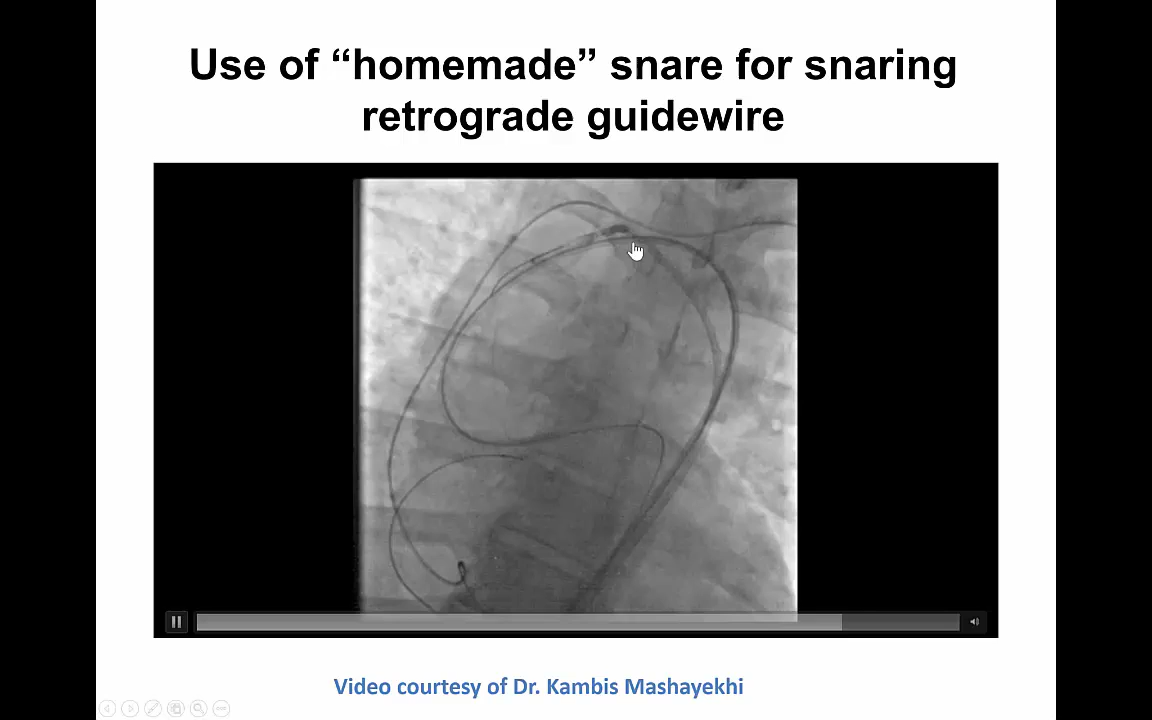 Use of “homemade” snare for snaring
retrograde guidewire
Video courtesy of Dr. Kambis Mashayekhi